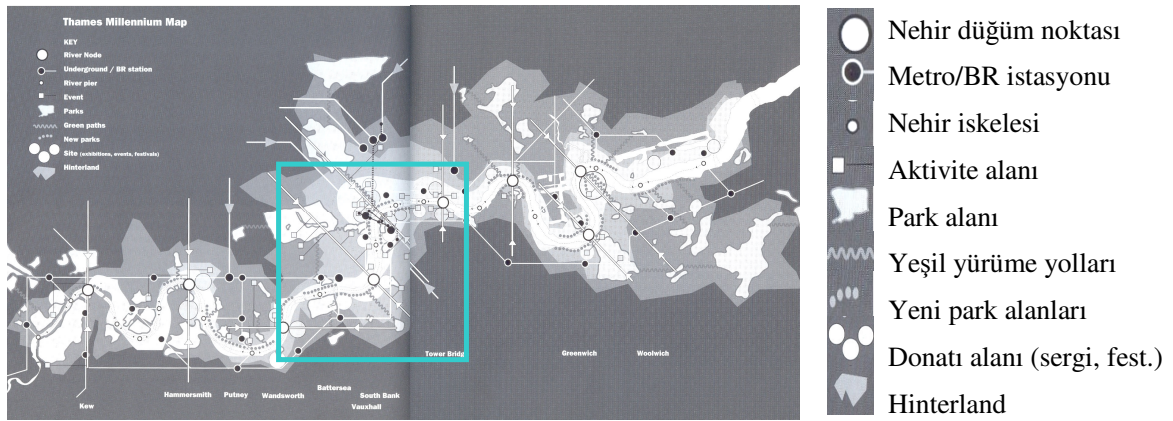 Thames Millennium Map
KEY
River Node
Underground / BR station
River pier
Event
Parks
Green paths
New parks
Site (exhibitions, events, festivals)
Hinterland
Kew
Hammersmith
Putney
Wandsworth
Battersea
South Bank
Vauxhall
Tower Bridg
Greenwich
Woolwich
Nehir düğüm noktası
Metro/BR istasyonu
Nehir iskelesi
Aktivite alanı
Park alanı
Yeşil yürüme yolları
Yeni park alanları
Donatı alanı (sergi, fest.)
Hinterland